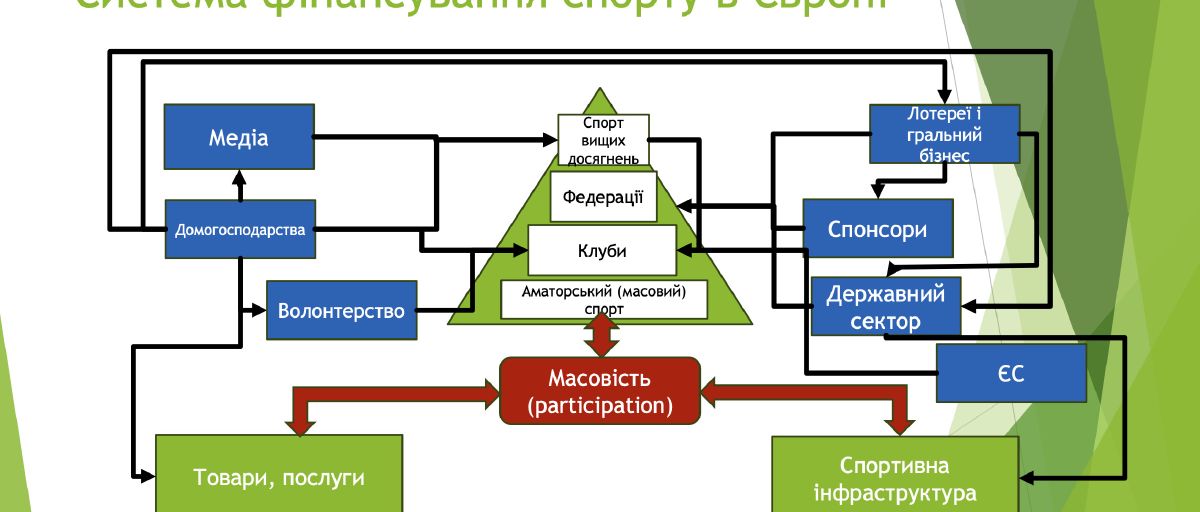 Система фінансування спорту в Європі
Медіа
Спорт
вищих
досягнень
Лотереї і
гральний
бізнес
Домогосподарства
Федерації
Спонсори
Клуби
Волонтерство
Аматорський (масовий)
спорт
Державний
сектор
ЄС
Масовість
(participation)
Товари, послуги
Спортивна
інфраструктура